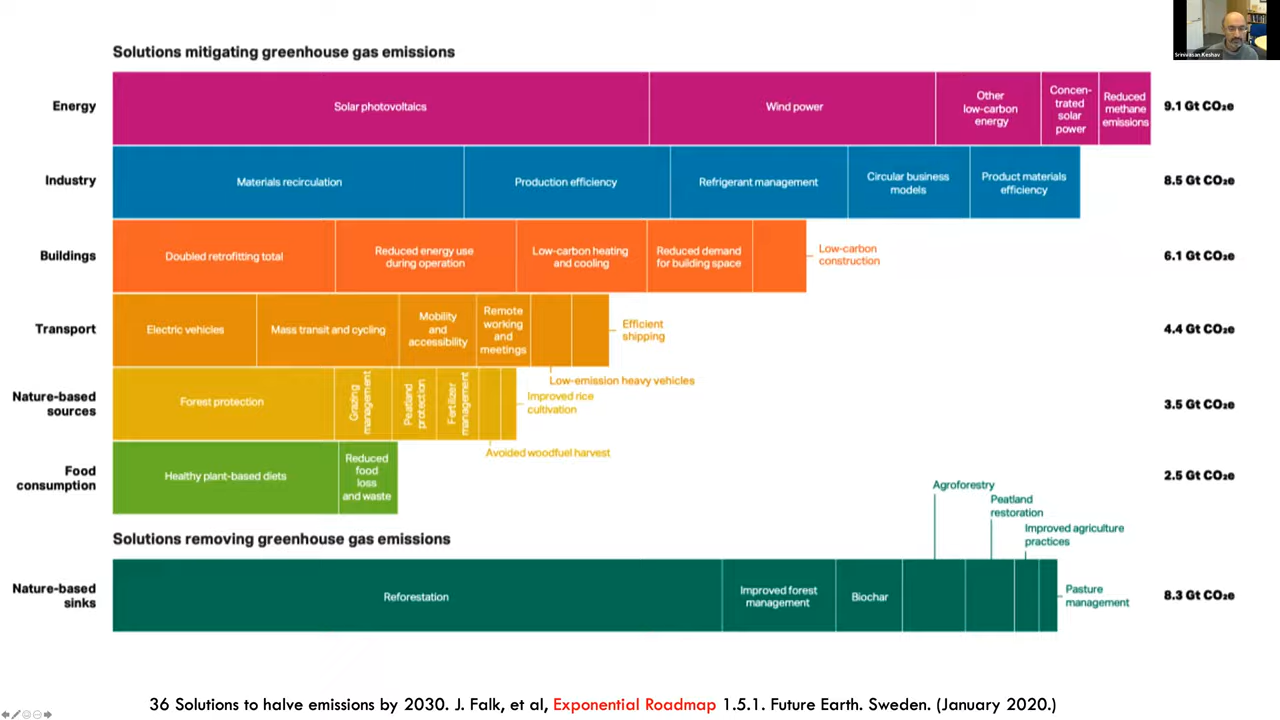 Srinivasan Keshav
Solutions mitigating greenhouse gas emissions
Energy
Solar photovoltaics
Wind power
Other
low-carbon
energy
Concen-
trated
solar
power
Reduced
methane
emissions
9.1 Gt CO₂e
Industry
Materials recirculation
Production efficiency
Refrigerant management
Circular business
models
Product materials
efficiency
8.5 Gt CO₂e
Buildings
Doubled retrofitting total
Reduced energy use
during operation
Low-carbon heating
and cooling
Reduced demand
for building space
Low-carbon
construction
6.1 Gt CO₂e
Transport
Electric vehicles
Mass transit and cycling
Mobility
and
accessibility
Remote
working
and
meetings
Efficient
shipping
Low-emission heavy vehicles
4.4 Gt CO₂e
Nature-based
sources
Forest protection
Grazing
management
Peatland
protection
Fertilizer
management
Improved rice
cultivation
Avoided woodfuel harvest
3.5 Gt CO₂e
Food
consumption
Healthy plant-based diets
Reduced
food
loss
and waste
2.5 Gt CO₂e
Solutions removing greenhouse gas emissions
Agroforestry
Peatland
restoration
Improved agriculture
practices
Nature-based
sinks
Reforestation
Improved forest
management
Biochar
Pasture
management
8.3 Gt CO₂e
36 Solutions to halve emissions by 2030. J. Falk, et al, Exponential Roadmap 1.5.1. Future Earth. Sweden. (January 2020.)